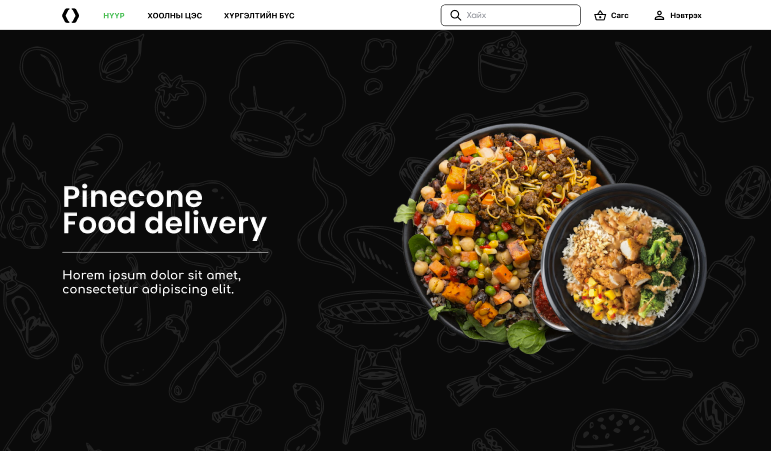 НҮҮР
ХООЛНЫ ЦЭС
ХҮРГЭЛТИЙН БҮС
Хайх
Сагс
Нэвтрэх
Pinecone
Food delivery
Horem ipsum dolor sit amet,
consectetur adipiscing elit.